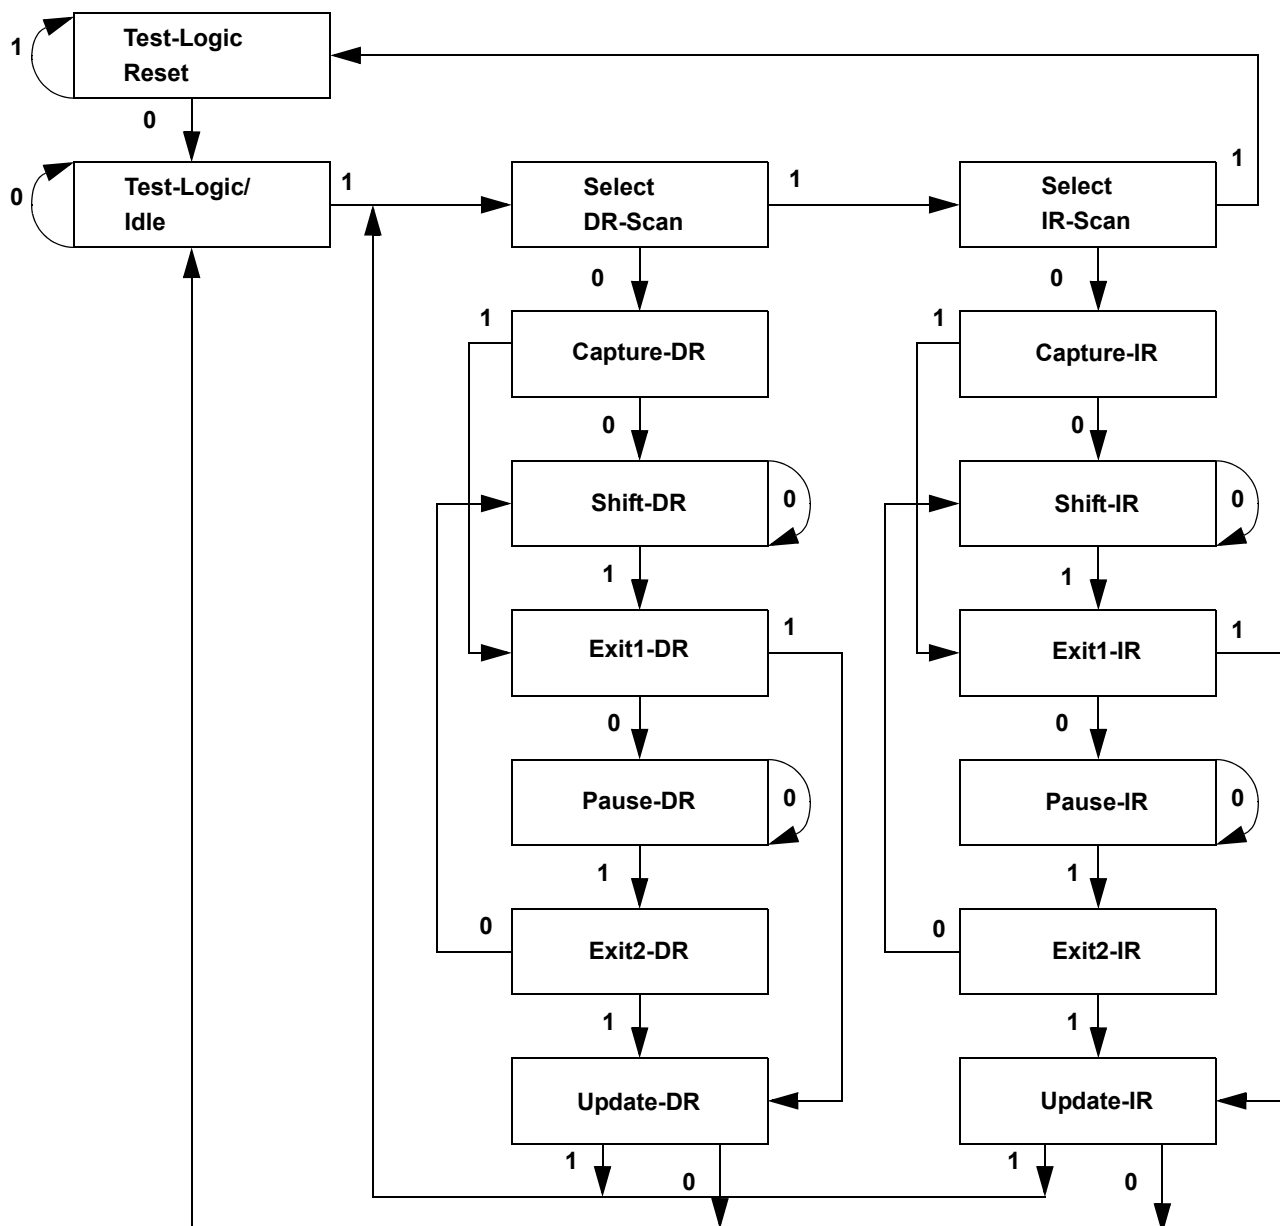 Test-Logic
Reset
1
0
Test-Logic/
Idle
0
1
Select
DR-Scan
1
Select
IR-Scan
1
0
0
1
Capture-DR
1
Capture-IR
0
0
Shift-DR
0
Shift-IR
0
1
1
Exit1-DR
1
Exit1-IR
1
0
0
Pause-DR
0
Pause-IR
0
1
1
0
Exit2-DR
0
Exit2-IR
1
1
Update-DR
Update-IR
1
0
1
0